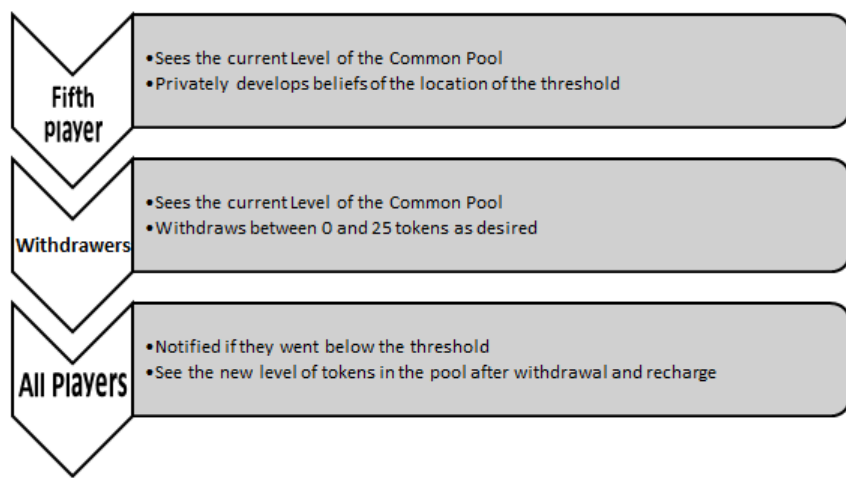 Fifth
player
•Sees the current Level of the Common Pool
•Privately develops beliefs of the location of the threshold
Withdrawers
•Sees the current Level of the Common Pool
•Withdraws between 0 and 25 tokens as desired
All Players
•Notified if they went below the threshold
•See the new level of tokens in the pool after withdrawal and recharge